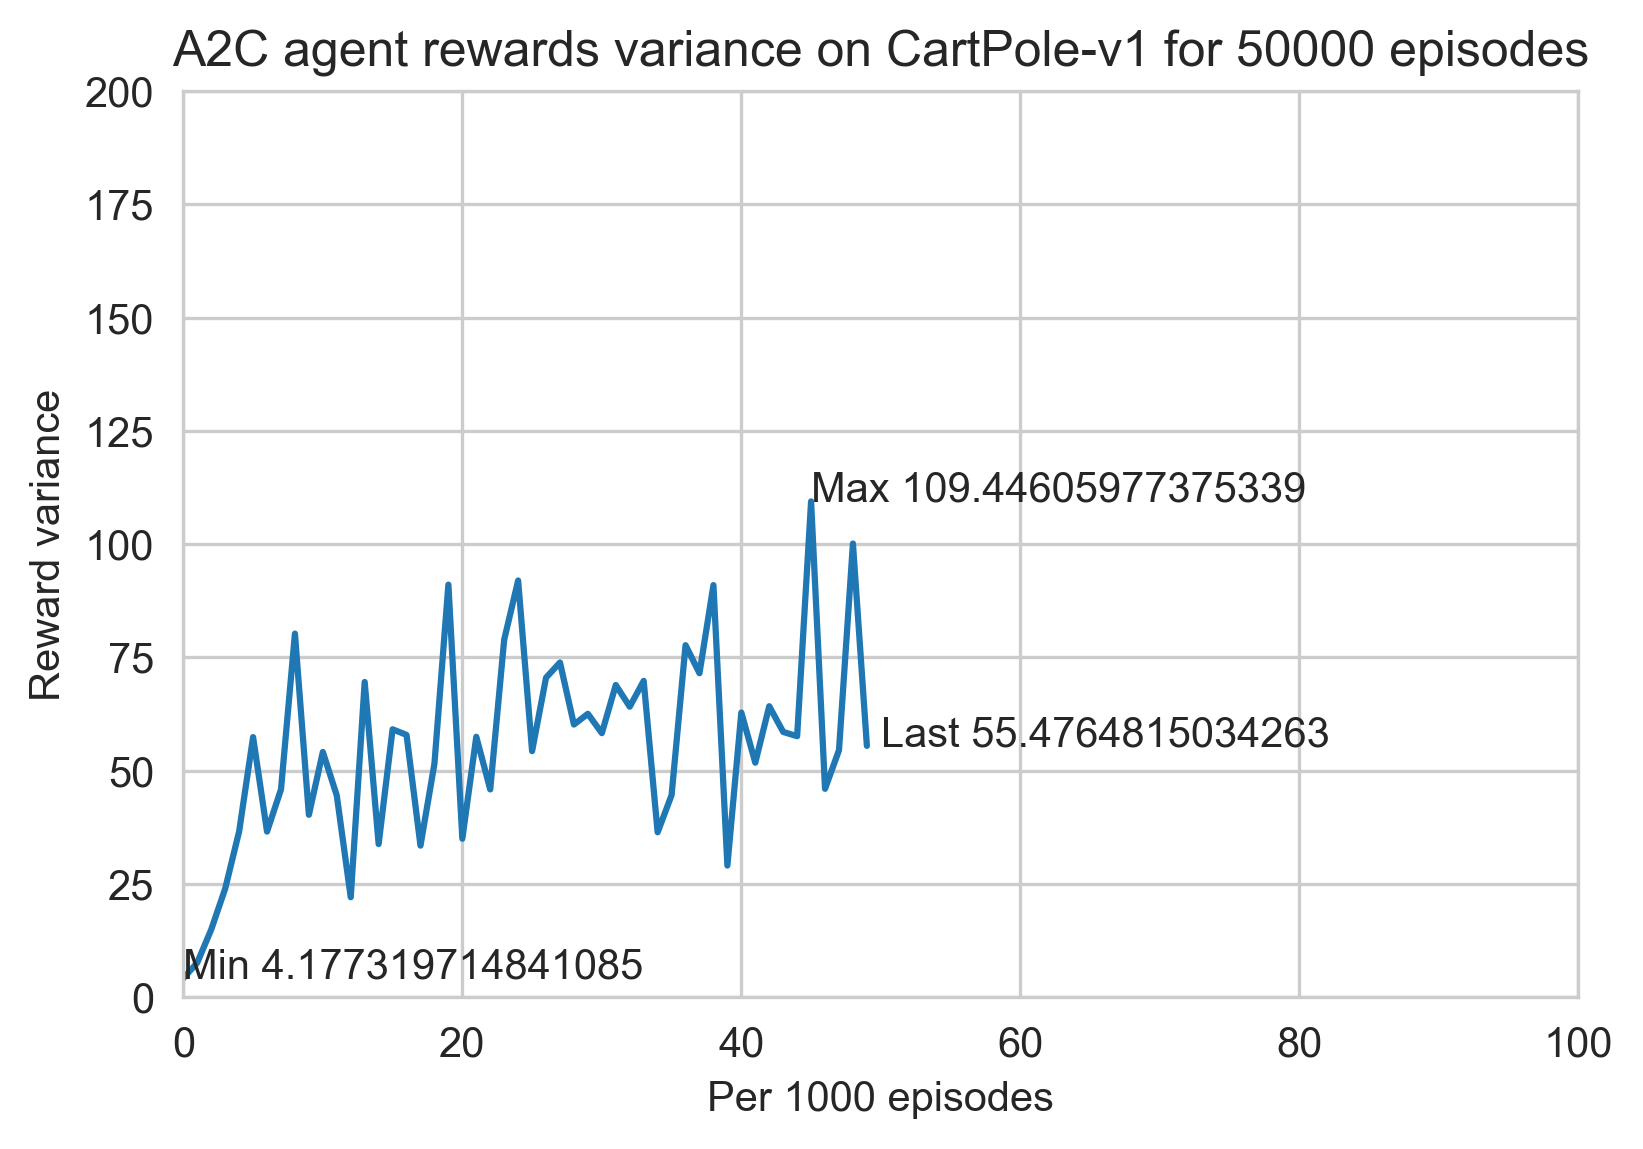 A2C agent rewards variance on CartPole-v1 for 50000 episodes
200
175
150
125
100
75
50
25
0
Reward variance
Max 109.44605977375339
Last 55.4764815034263
Min 4.177319714841085
0 20 40 60 80 100
Per 1000 episodes